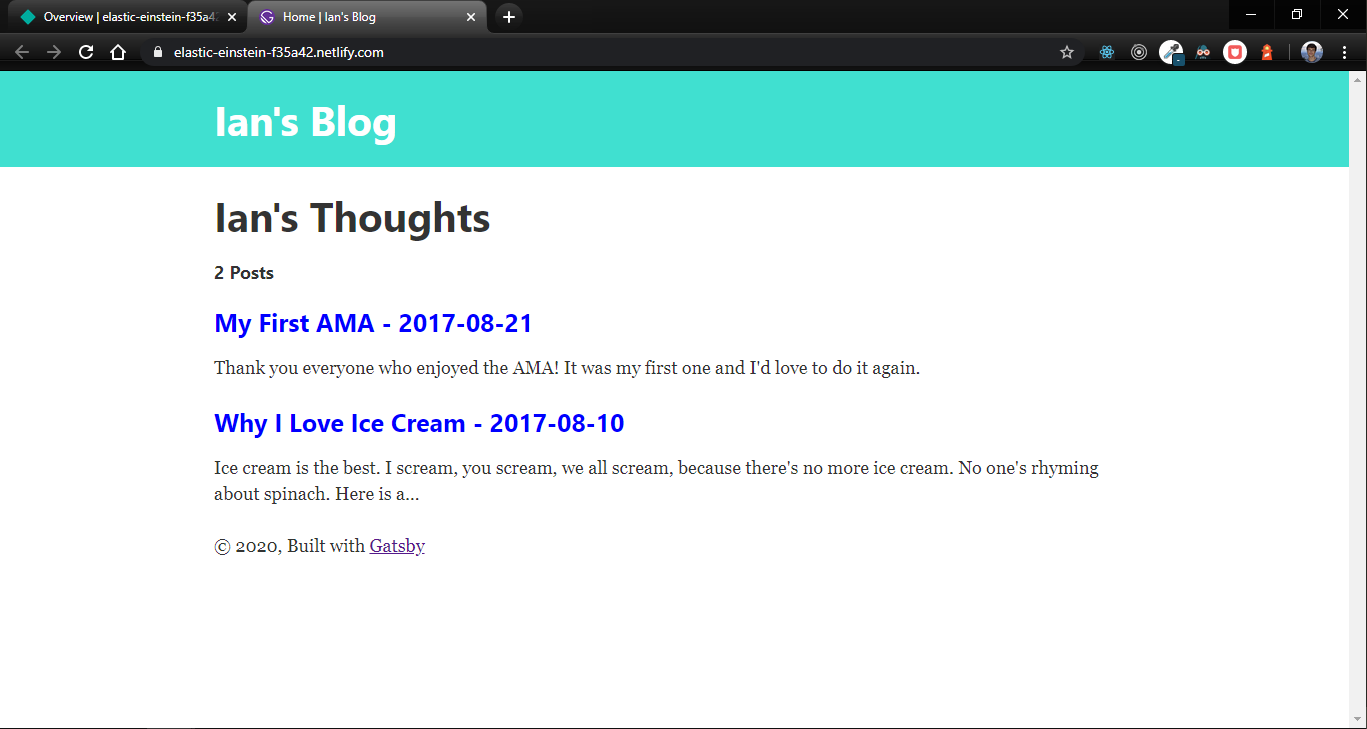 Overview | elastic-einstein-f35a42
Home | Ian's Blog
elastic-einstein-f35a42.netlify.com
Ian's Blog
Ian's Thoughts
2 Posts
My First AMA - 2017-08-21
Thank you everyone who enjoyed the AMA! It was my first one and I'd love to do it again.
Why I Love Ice Cream - 2017-08-10
Ice cream is the best. I scream, you scream, we all scream, because there's no more ice cream. No one's rhyming
about spinach. Here is a...
© 2020, Built with Gatsby